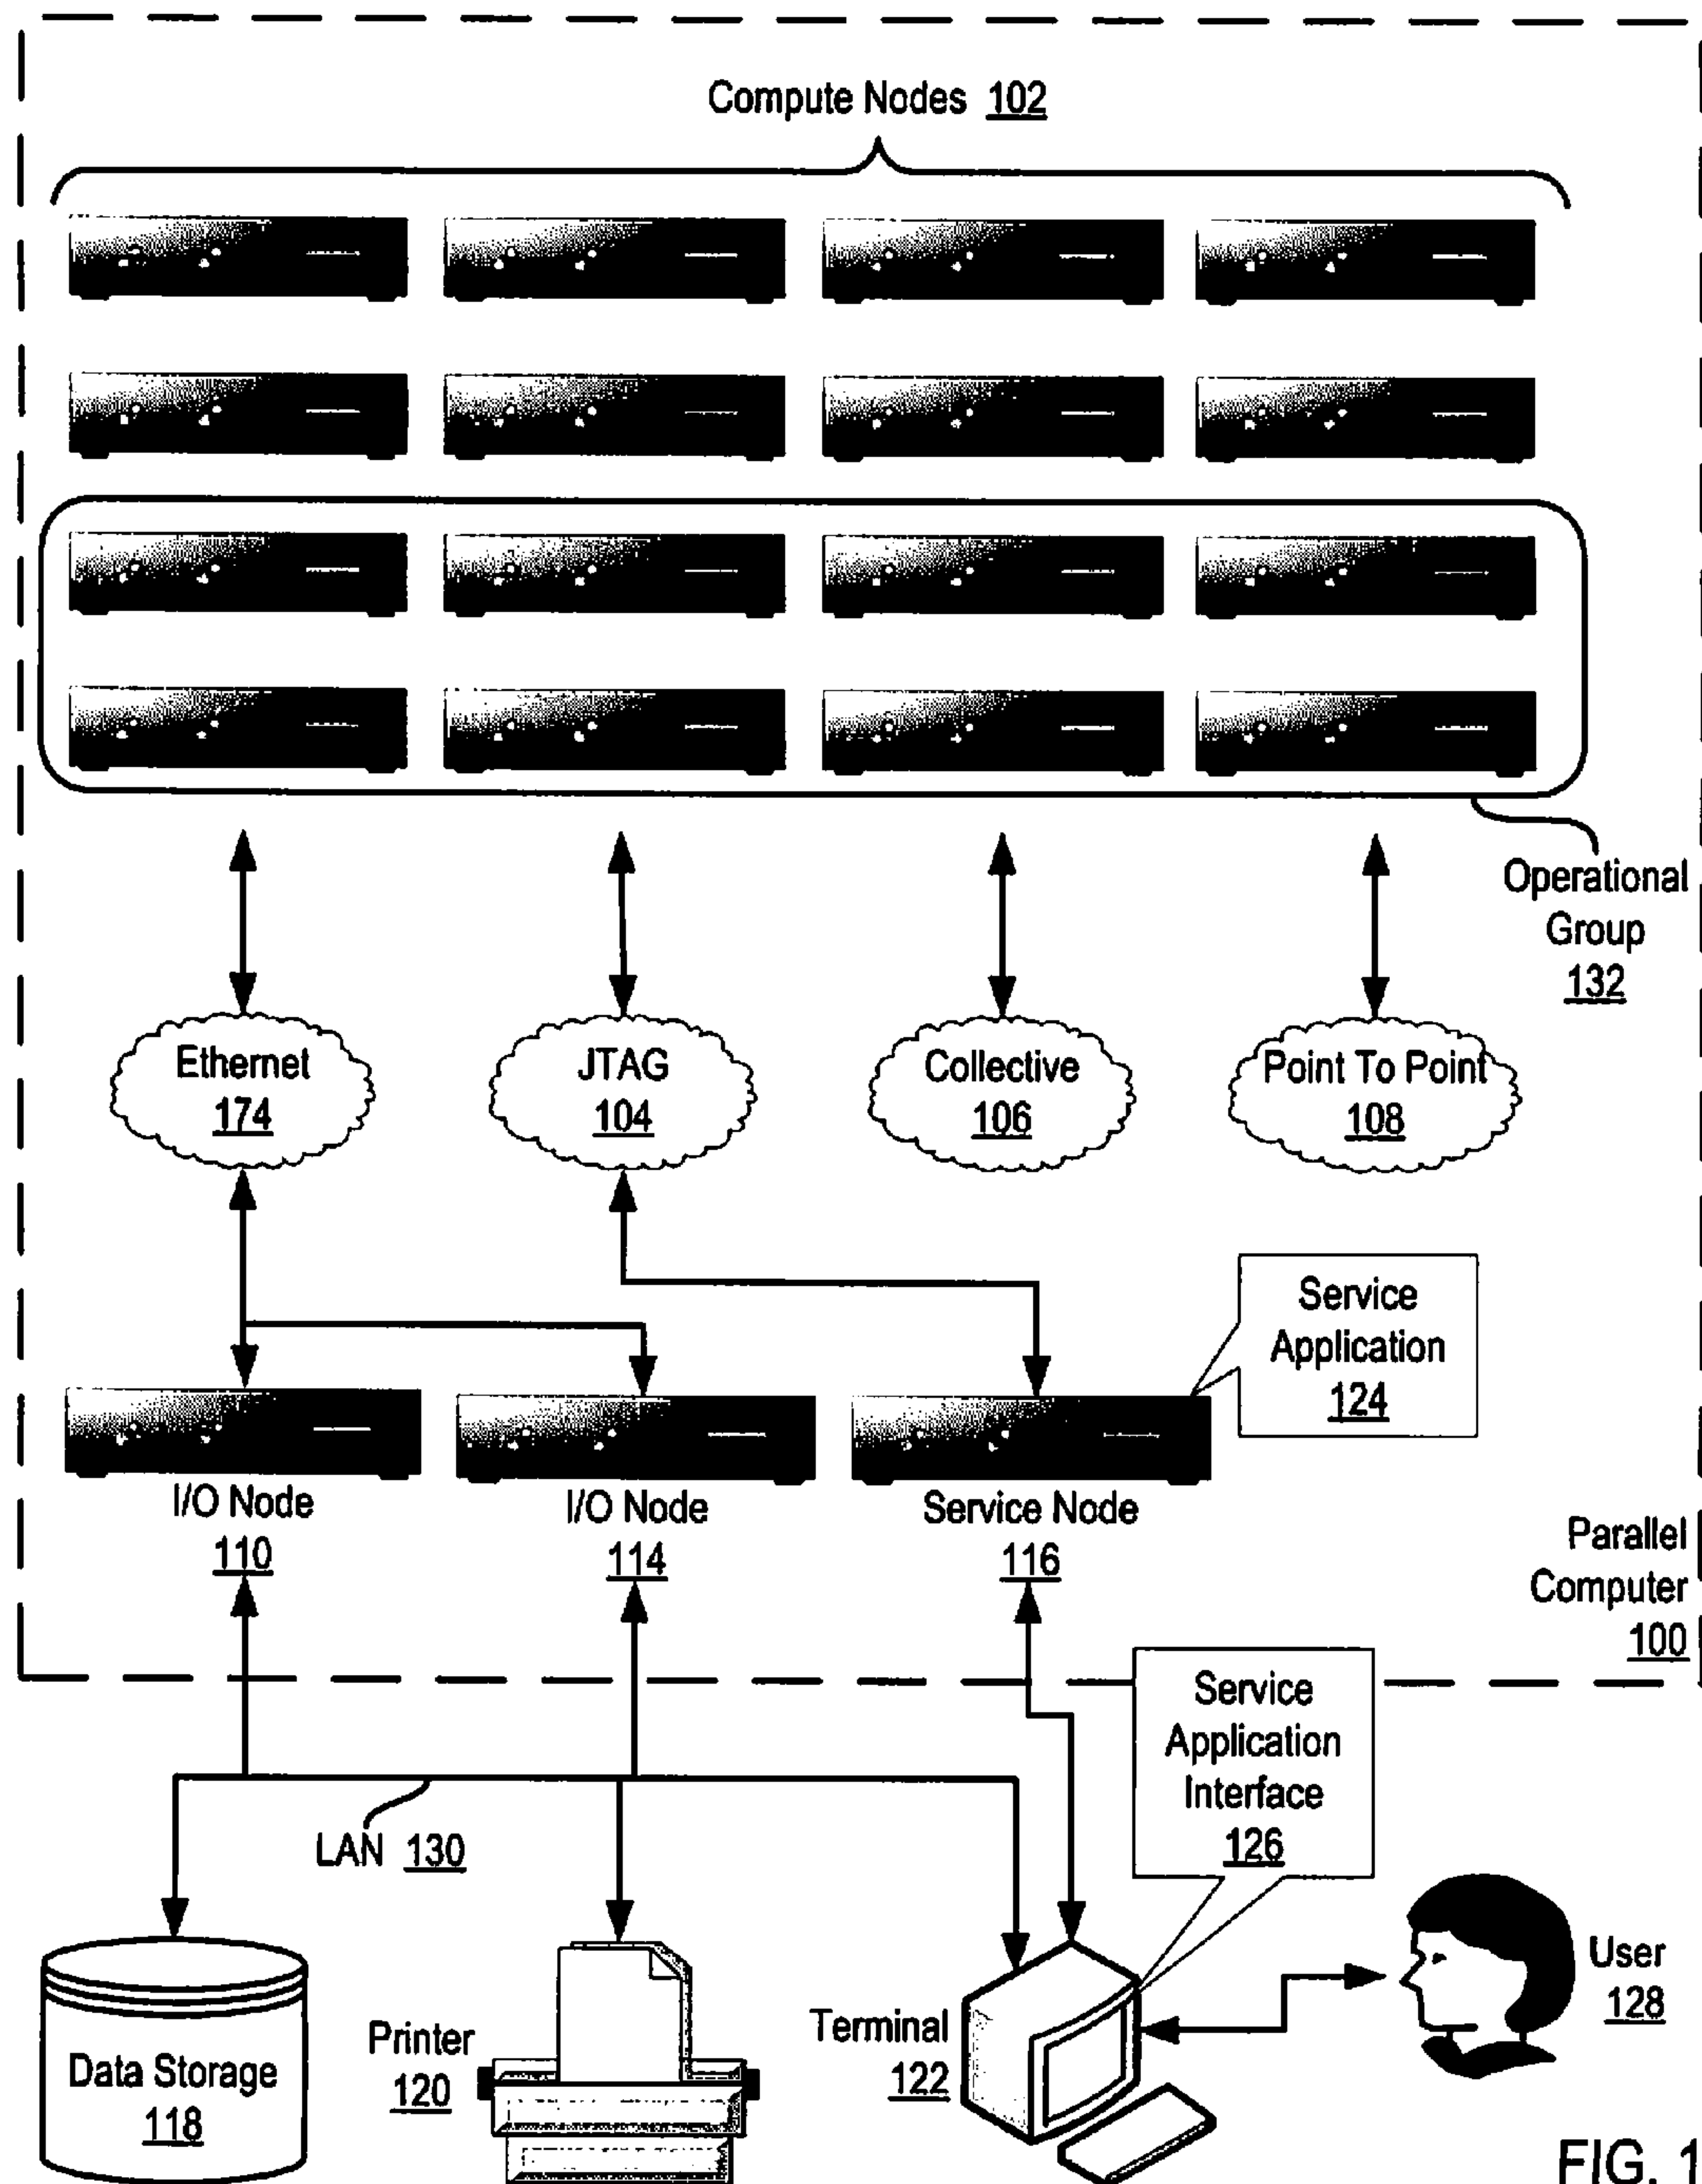 Compute Nodes 102
Operational
Group
132
Ethernet
174
JTAG
104
Collective
106
Point To Point
108
Service
Application
124
I/O Node
110
I/O Node
114
Service Node
116
Parallel
Computer
100
Service
Application
Interface
126
LAN 130
Data Storage
118
Printer
120
Terminal
122
User
128
FIG. 1